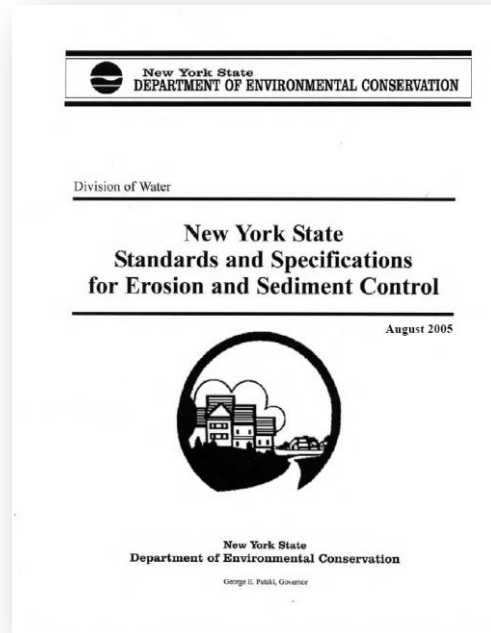 New York State
DEPARTMENT OF ENVIRONMENTAL CONSERVATION
Division of Water
New York State
Standards and Specifications
for Erosion and Sediment Control
August 2005
New York State
Department of Environmental Conservation
George E. Pataki, Governor